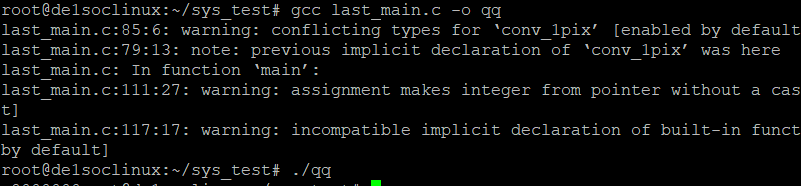 root@de1soclinux:~/sys_test# gcc last_main.c -o qq
last_main.c:85:6: warning: conflicting types for ‘conv_1pix’ [enabled by default
last_main.c:79:13: note: previous implicit declaration of ‘conv_1pix’ was here
last_main.c: In function ‘main’:
last_main.c:111:27: warning: assignment makes integer from pointer without a cas
t]
last_main.c:117:17: warning: incompatible implicit declaration of built-in funct
by default]
root@de1soclinux:~/sys_test# ./qq